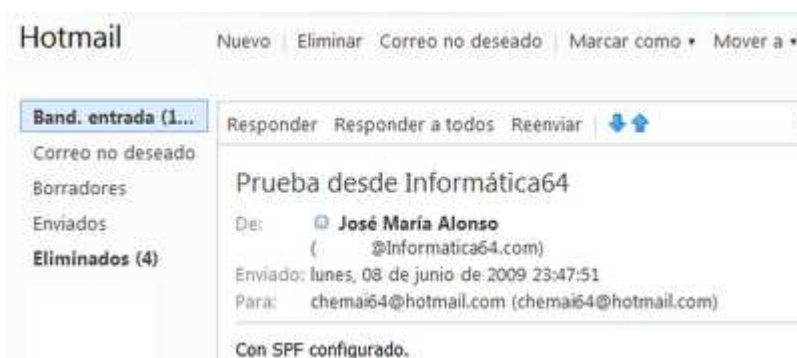 Hotmail
Nuevo | Eliminar Correo no deseado | Marcar como ▾ Mover a ▾
Band. entrada (1...
Correo no deseado
Borradores
Enviados
Eliminados (4)
Responder Responder a todos Reenviar
Prueba desde Informática64
De: José María Alonso
( @Informatica64.com)
Enviado: lunes, 08 de junio de 2009 23:47:51
Para: chemai64@hotmail.com (chemai64@hotmail.com)
Con SPF configurado.